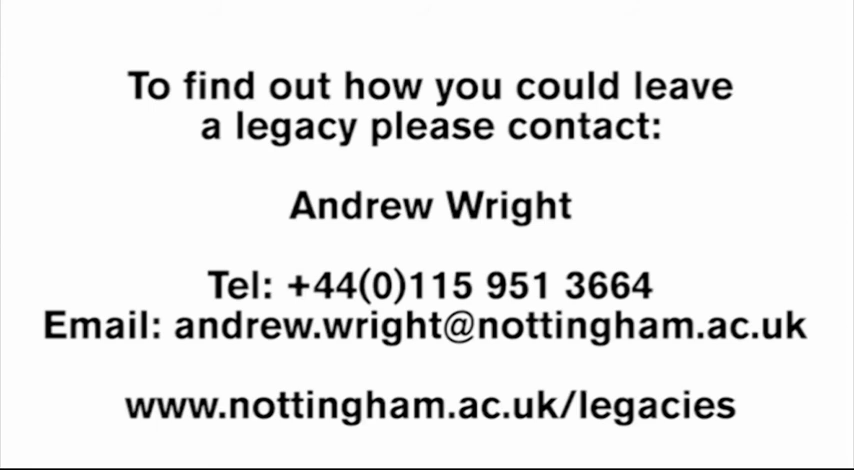 To find out how you could leave
a legacy please contact:
Andrew Wright
Tel: +44(0)115 951 3664
Email: andrew.wright@nottingham.ac.uk
www.nottingham.ac.uk/legacies